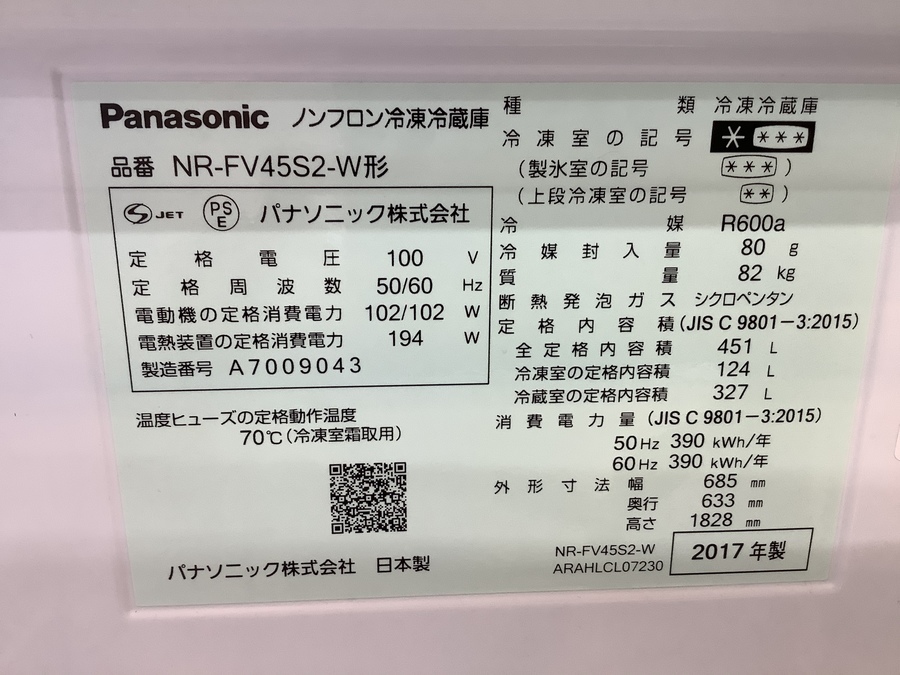 Panasonic ノンフロン冷凍冷蔵庫
品番 NR-FV45S2-W形
JET PSE パナソニック株式会社
定格電圧 100 V
定格周波数 50/60 Hz
電動機の定格消費電力 102/102 W
電熱装置の定格消費電力 194 W
製造番号 A7009043
温度ヒューズの定格動作温度
70℃(冷凍室霜取用)
パナソニック株式会社 日本製
種類 冷凍冷蔵庫
冷凍室の記号 * ***
(製氷室の記号 *** )
(上段冷凍室の記号 ** )
冷媒 R600a
冷媒封入量 80 g
質量 82 kg
断熱発泡ガス シクロペンタン
定格内容積 (JIS C 9801-3:2015)
全定格内容積 451 L
冷凍室の定格内容積 124 L
冷蔵室の定格内容積 327 L
消費電力量 (JIS C 9801-3:2015)
50Hz 390 kWh/年
60Hz 390 kWh/年
外形寸法 幅 685 mm
奥行 633 mm
高さ 1828 mm
NR-FV45S2-W
ARAHLCL07230
2017年製